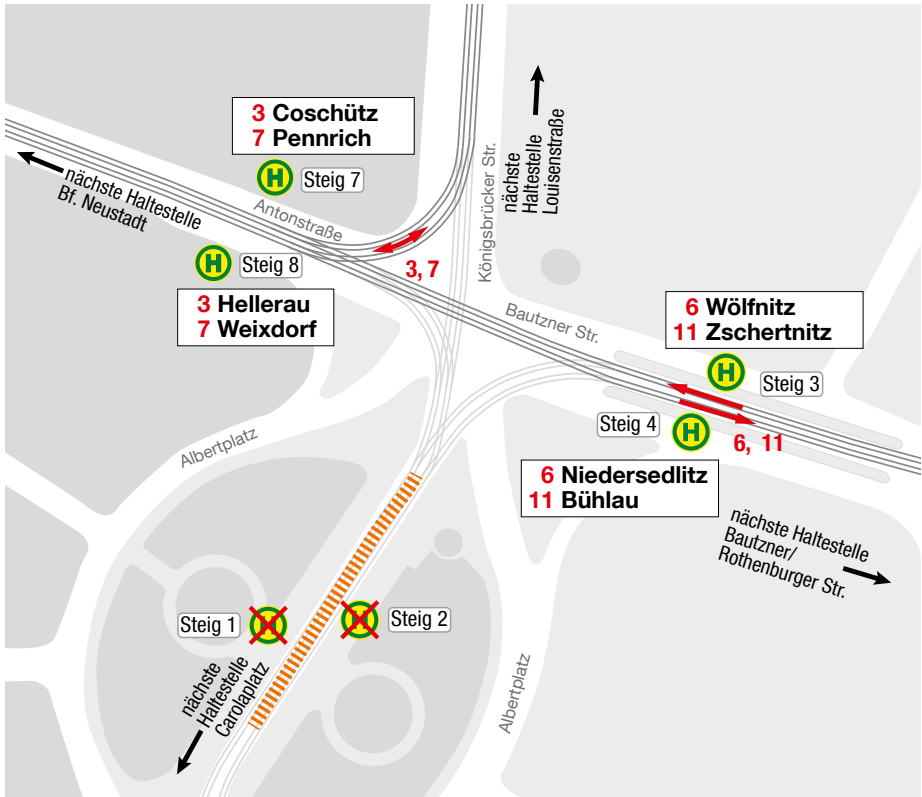 3 Coschütz
7 Pennrich
H
Steig 7
nächste Haltestelle
Bf. Neustadt
Antonstraße
H
Steig 8
3 Hellerau
7 Weixdorf
3, 7
Königsbrücker Str.
nächste
Haltestelle
Louisenstraße
Bautzner Str.
6 Wölfnitz
11 Zschertnitz
H
Steig 3
Steig 4
H
6, 11
6 Niedersedlitz
11 Bühlau
nächste Haltestelle
Bautzner/
Rothenburger Str.
Albertplatz
Steig 1
H
H
Steig 2
nächste
Haltestelle
Carolaplatz
Albertplatz